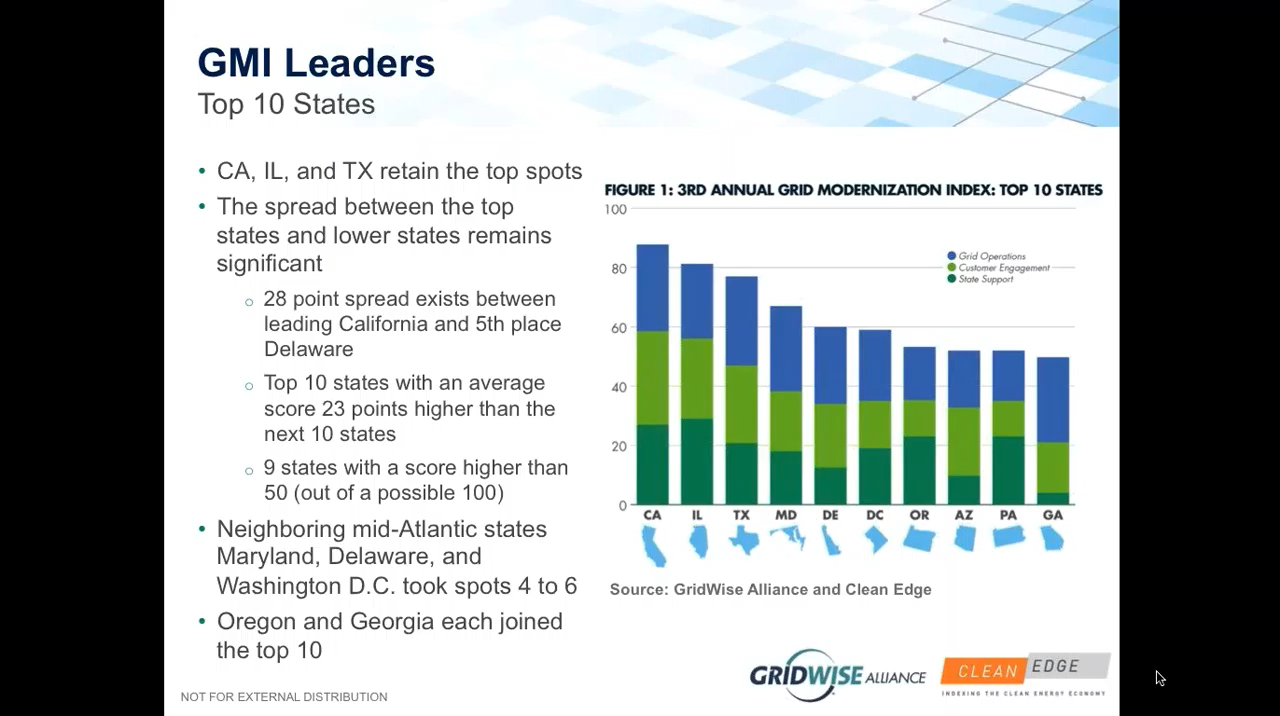 GMI Leaders
Top 10 States
• CA, IL, and TX retain the top spots
• The spread between the top
states and lower states remains
significant
○ 28 point spread exists between
leading California and 5th place
Delaware
○ Top 10 states with an average
score 23 points higher than the
next 10 states
○ 9 states with a score higher than
50 (out of a possible 100)
• Neighboring mid-Atlantic states
Maryland, Delaware, and
Washington D.C. took spots 4 to 6
• Oregon and Georgia each joined
the top 10
FIGURE 1: 3RD ANNUAL GRID MODERNIZATION INDEX: TOP 10 STATES
100
80
60
40
20
0
Grid Operations
Customer Engagement
State Support
CA IL TX MD DE DC OR AZ PA GA
Source: GridWise Alliance and Clean Edge
GRIDWISE ALLIANCE
CLEAN EDGE
INDEXING THE CLEAN ENERGY ECONOMY
NOT FOR EXTERNAL DISTRIBUTION